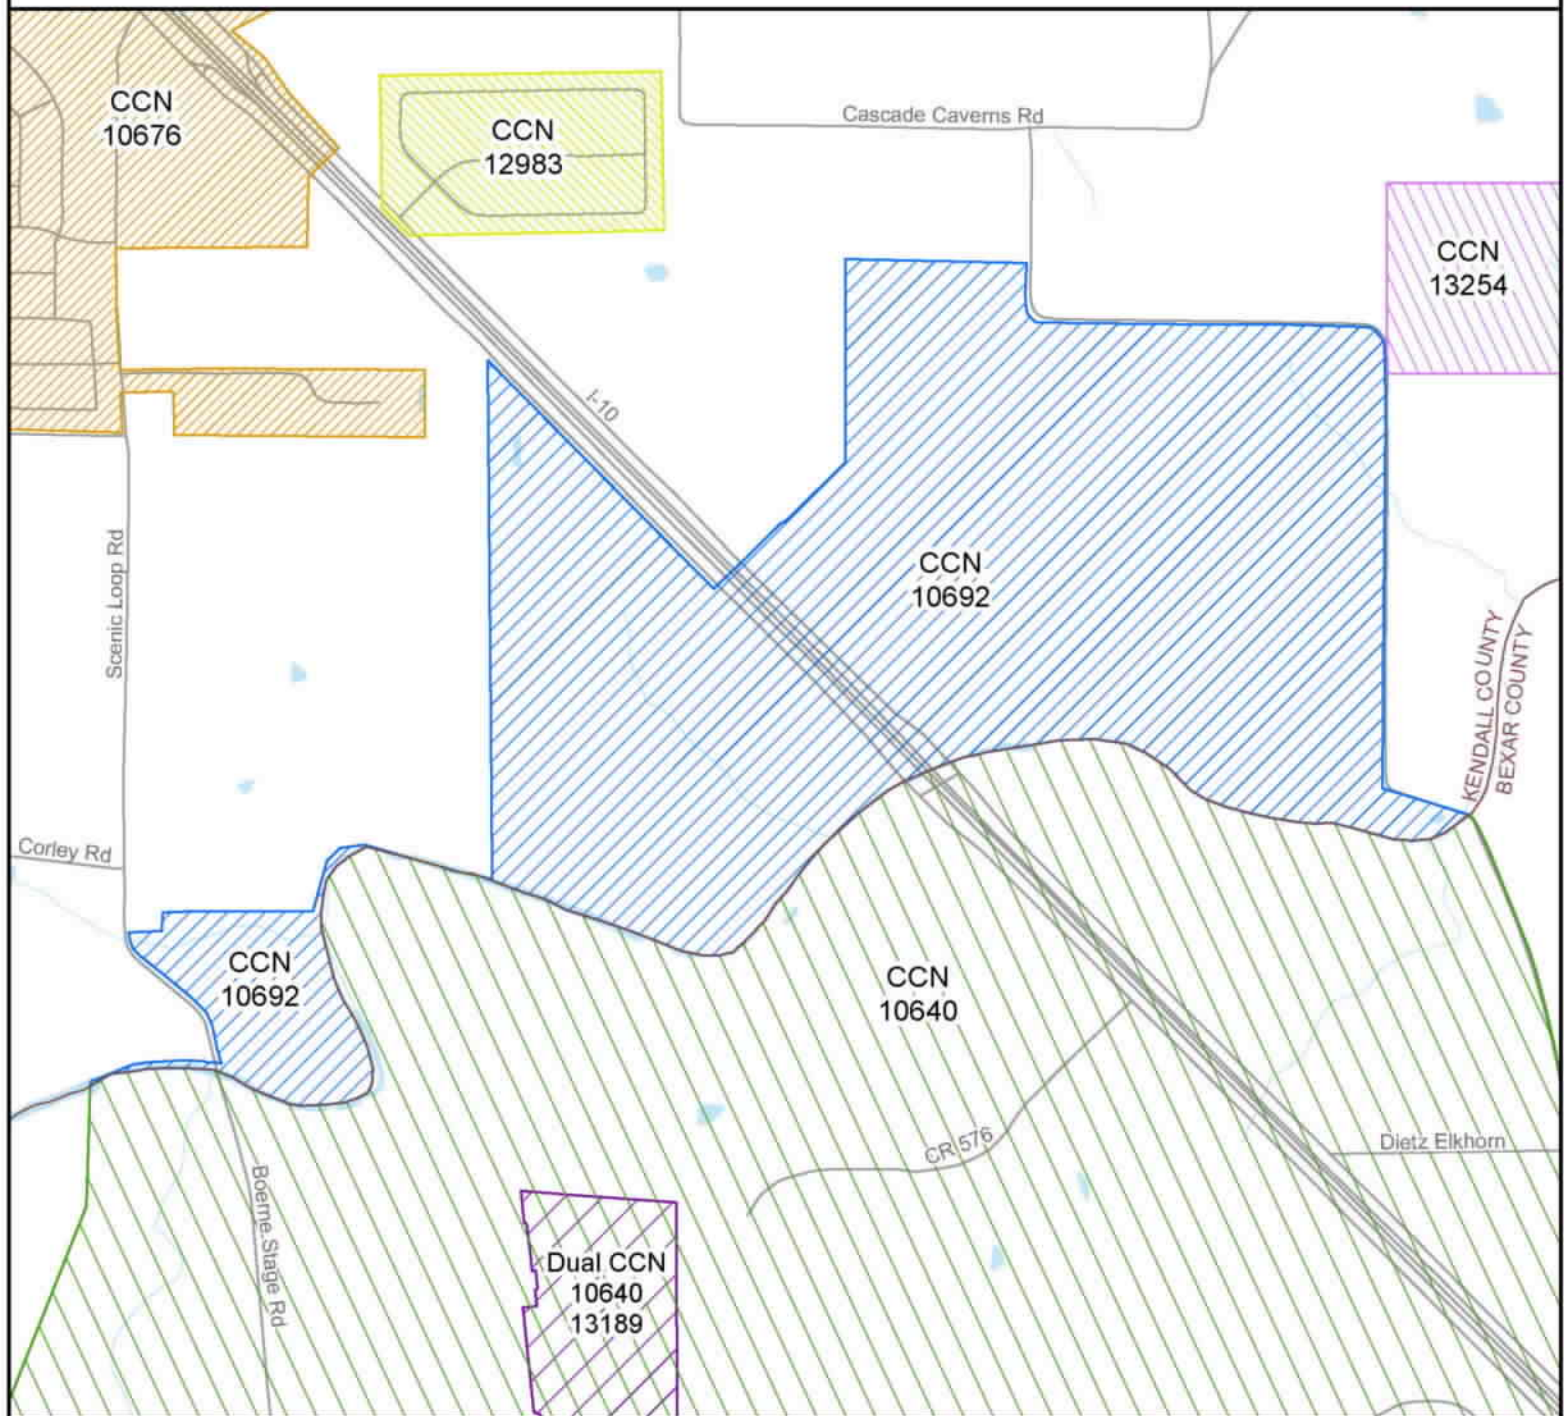 CCN
10676
CCN
12983
Cascade Caverns Rd
CCN
13254
I-10
Scenic Loop Rd
CCN
10692
KENDALL COUNTY
BEXAR COUNTY
Corley Rd
CCN
10692
CCN
10640
CR 576
Dietz Elkhorn
Boerne Stage Rd
Dual CCN
10640
13189